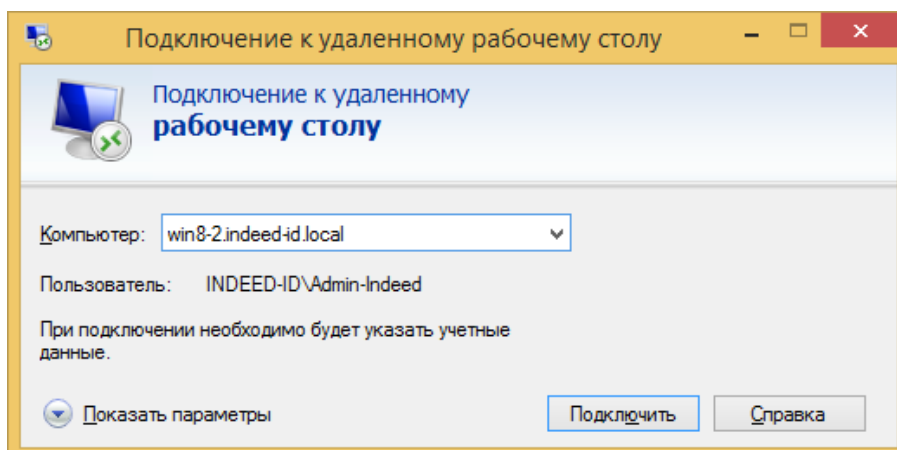 Подключение к удаленному рабочему столу
Подключение к удаленному
рабочему столу
Компьютер: win8-2.indeed-id.local
Пользователь: INDEED-ID\Admin-Indeed
При подключении необходимо будет указать учетные
данные.
Показать параметры Подключить Справка